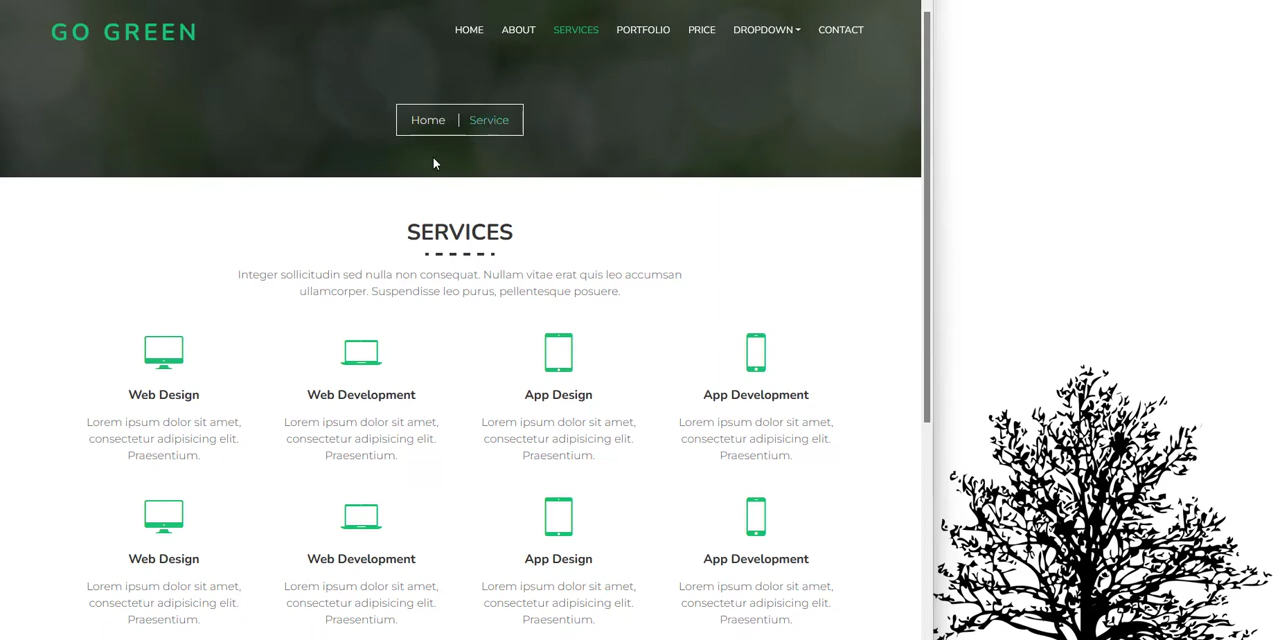 GO GREEN
HOME ABOUT SERVICES PORTFOLIO PRICE DROPDOWN CONTACT
Home | Service
SERVICES
Integer sollicitudin sed nulla non consequat. Nullam vitae erat quis leo accumsan
ullamcorper. Suspendisse leo purus, pellentesque posuere.
Web Design
Lorem ipsum dolor sit amet,
consectetur adipisicing elit.
Praesentium.
Web Development
Lorem ipsum dolor sit amet,
consectetur adipisicing elit.
Praesentium.
App Design
Lorem ipsum dolor sit amet,
consectetur adipisicing elit.
Praesentium.
App Development
Lorem ipsum dolor sit amet,
consectetur adipisicing elit.
Praesentium.
Web Design
Lorem ipsum dolor sit amet,
consectetur adipisicing elit.
Praesentium.
Web Development
Lorem ipsum dolor sit amet,
consectetur adipisicing elit.
Praesentium.
App Design
Lorem ipsum dolor sit amet,
consectetur adipisicing elit.
Praesentium.
App Development
Lorem ipsum dolor sit amet,
consectetur adipisicing elit.
Praesentium.